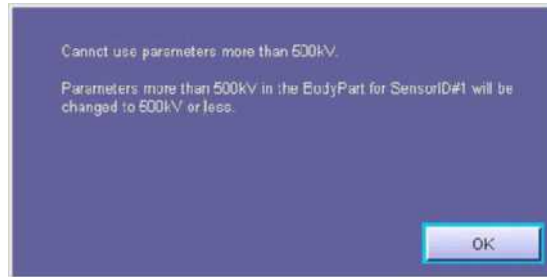 Cannot use parameters more than 500kV.
Parameters more than 500kV in the BodyPart for SensorID#1 will be
changed to 500kV or less.
OK